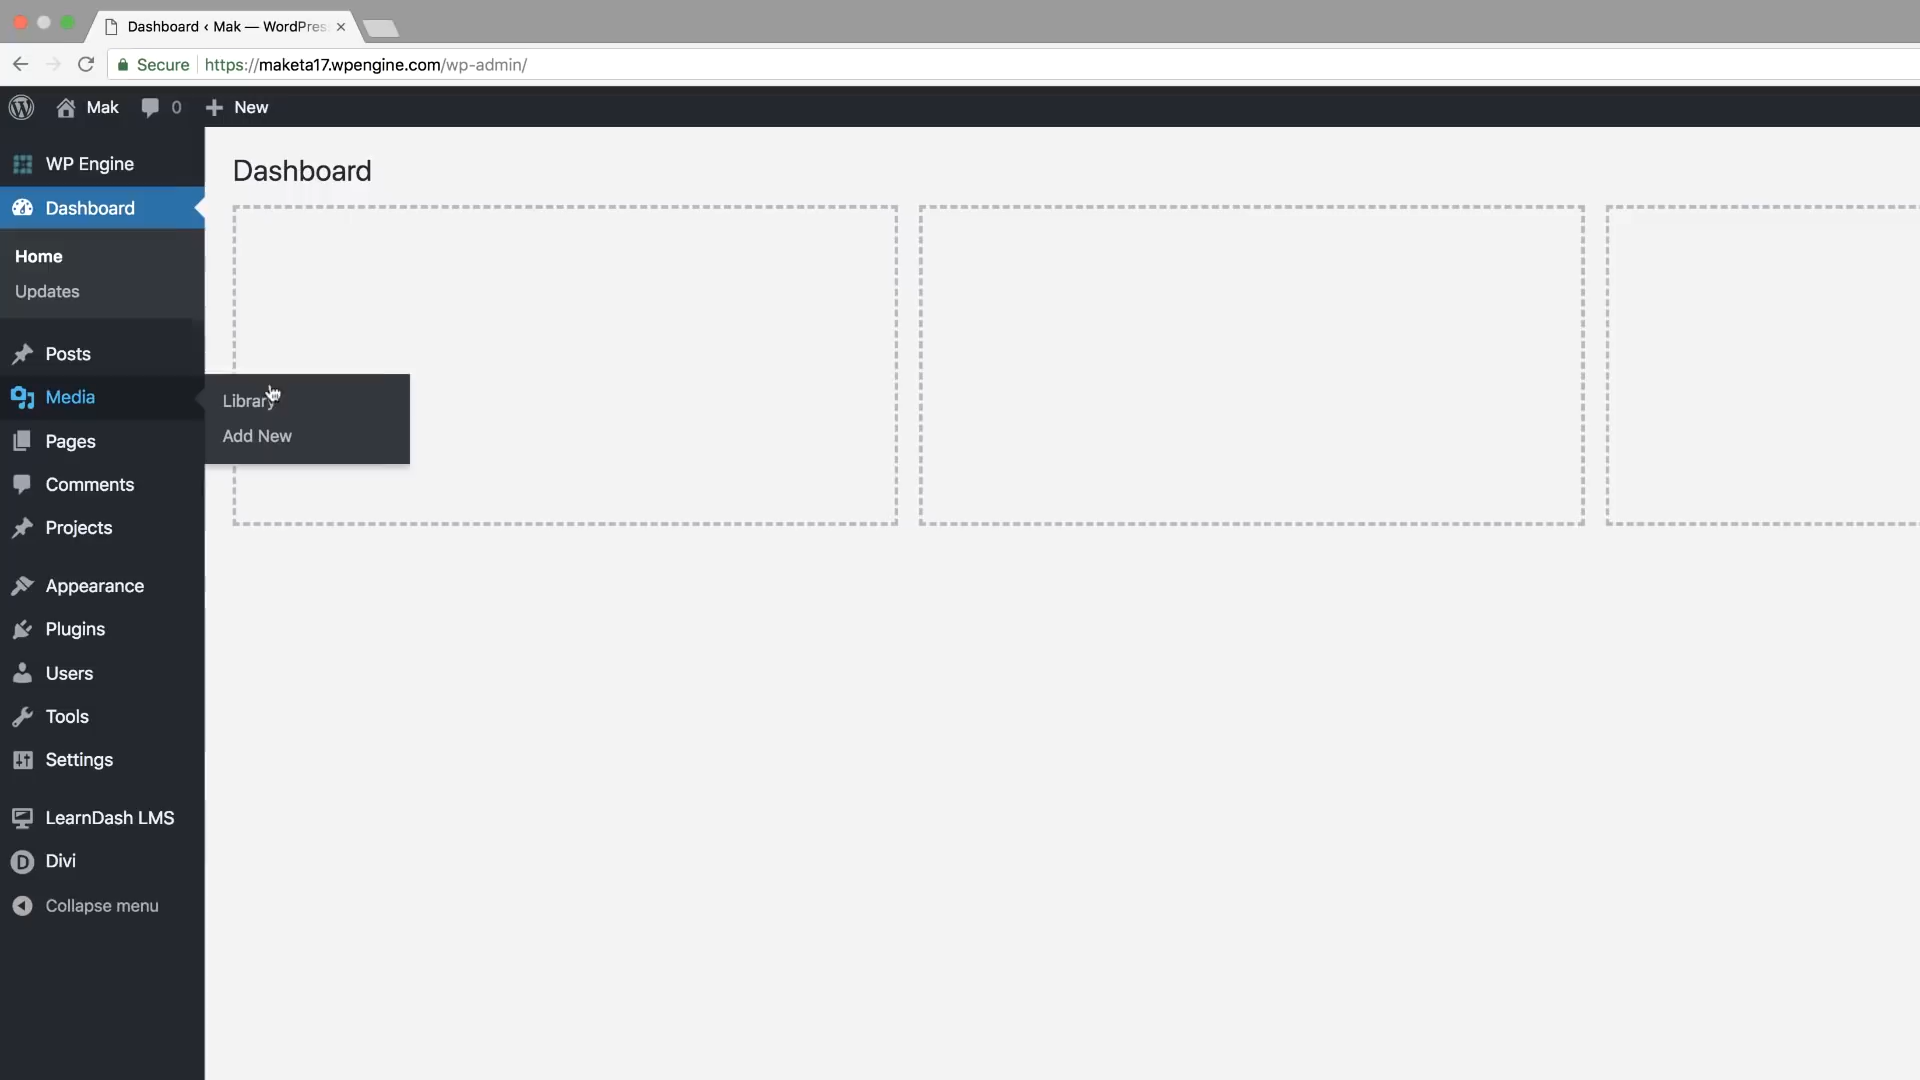 Dashboard ‹ Mak — WordPres
Secure https://maketa17.wpengine.com/wp-admin/
Mak 0 New
WP Engine
Dashboard
Home
Updates
Posts
Media
Pages
Comments
Projects
Appearance
Plugins
Users
Tools
Settings
LearnDash LMS
Divi
Collapse menu
Library
Add New
Dashboard